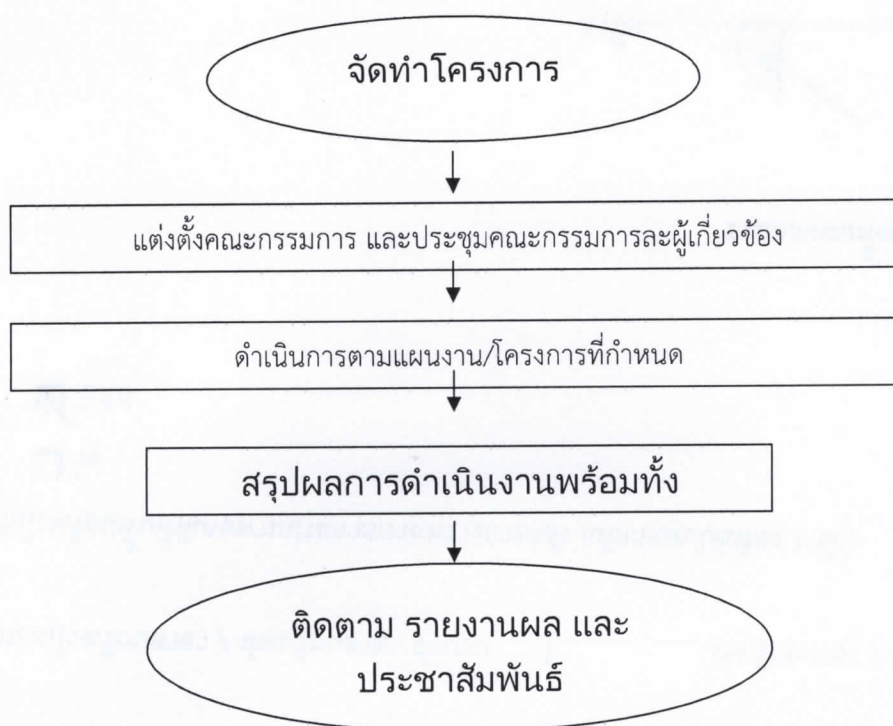 จัดทำโครงการ
แต่งตั้งคณะกรรมการ และประชุมคณะกรรมการละผู้เกี่ยวข้อง
ดำเนินการตามแผนงาน/โครงการที่กำหนด
สรุปผลการดำเนินงานพร้อมทั้ง
ติดตาม รายงานผล และ
ประชาสัมพันธ์